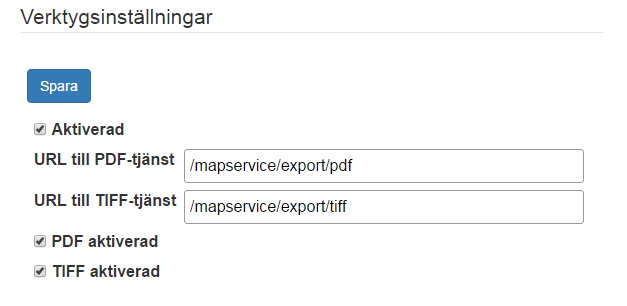 Verktygsinställningar
Spara
Aktiverad
URL till PDF-tjänst /mapservice/export/pdf
URL till TIFF-tjänst /mapservice/export/tiff
PDF aktiverad
TIFF aktiverad